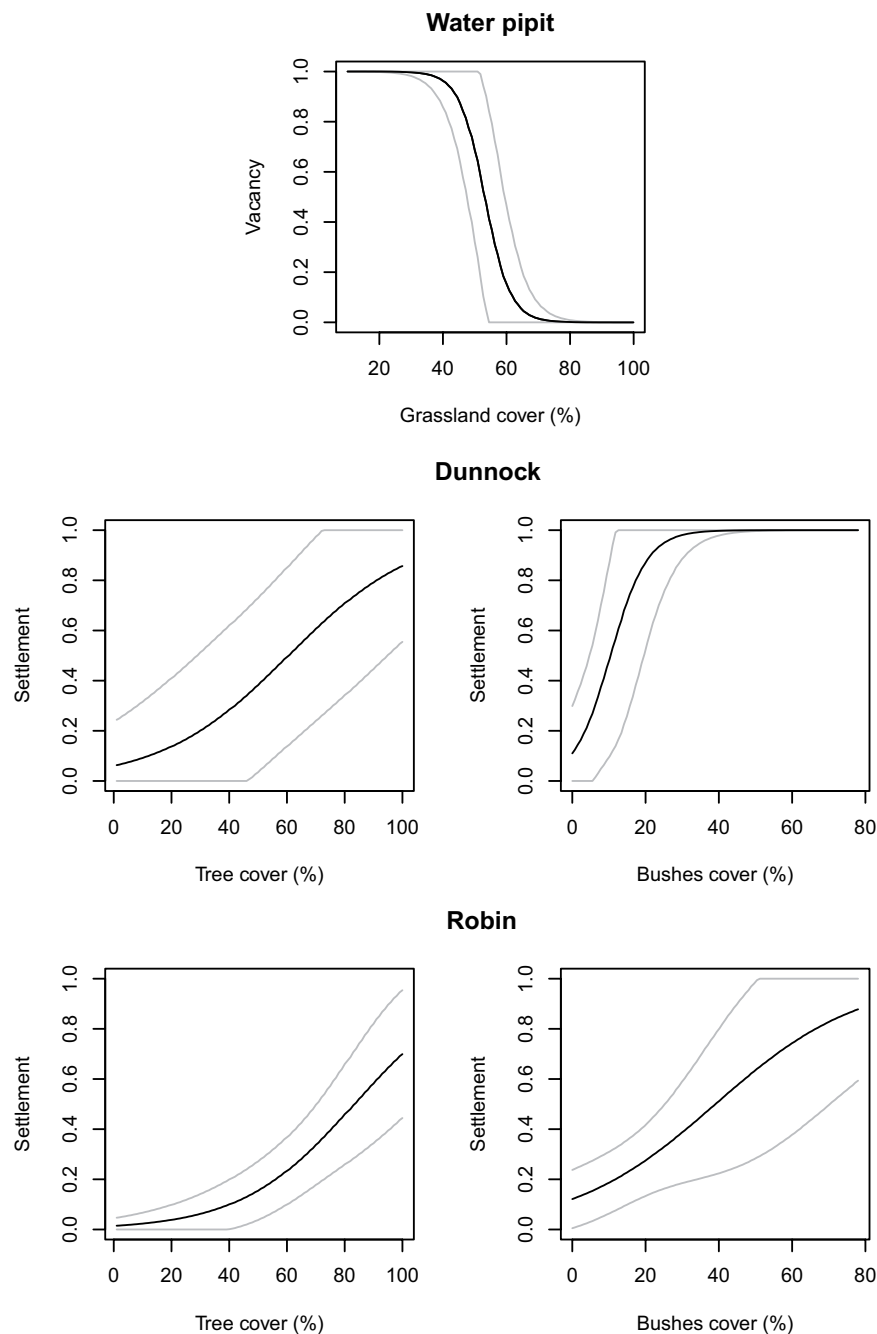 Water pipit
Vacancy
0.0 0.2 0.4 0.6 0.8 1.0
20 40 60 80 100
Grassland cover (%)
Dunnock
Settlement
0.0 0.2 0.4 0.6 0.8 1.0
0 20 40 60 80 100
Tree cover (%)
Settlement
0.0 0.2 0.4 0.6 0.8 1.0
0 20 40 60 80
Bushes cover (%)
Robin
Settlement
0.0 0.2 0.4 0.6 0.8 1.0
0 20 40 60 80 100
Tree cover (%)
Settlement
0.0 0.2 0.4 0.6 0.8 1.0
0 20 40 60 80
Bushes cover (%)